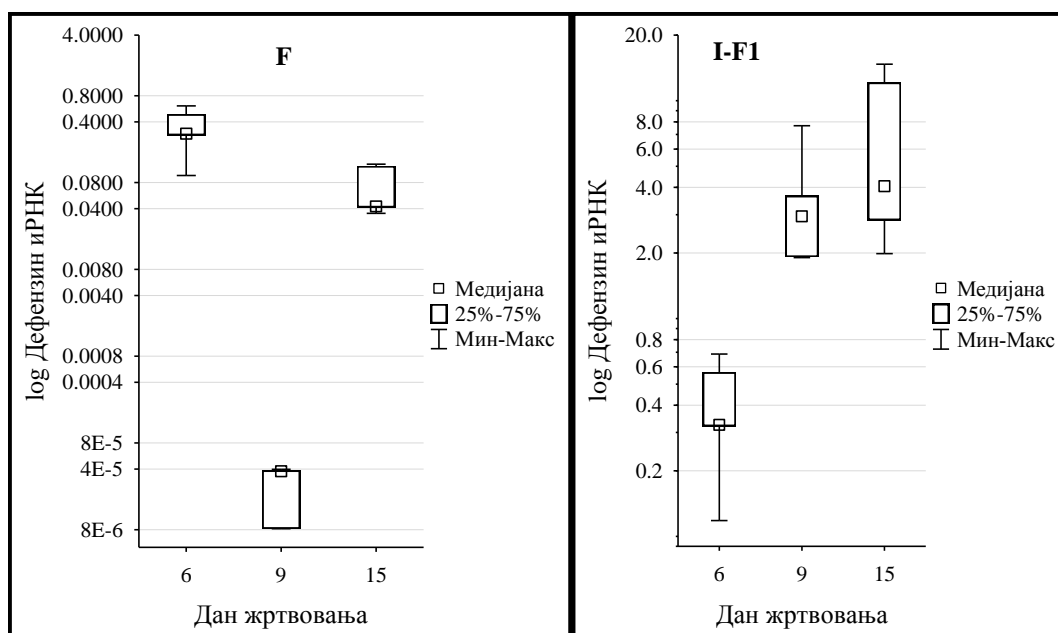 F
4.0000
0.8000
0.4000
0.0800
0.0400
0.0080
0.0040
0.0008
0.0004
8E-5
4E-5
8E-6
log Дефензин иРНК
6 9 15
Дан жртвовања
Медијана
25%-75%
Мин-Макс
I-F1
20.0
8.0
6.0
4.0
2.0
0.8
0.6
0.4
0.2
log Дефензин иРНК
6 9 15
Дан жртвовања
Медијана
25%-75%
Мин-Макс